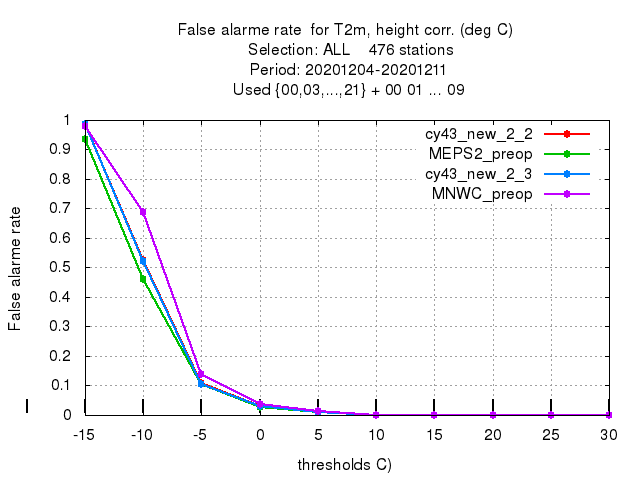 False alarme rate  for T2m, height corr. (deg C)
Selection: ALL    476 stations
Period: 20201204-20201211
Used {00,03,...,21} + 00 01 ... 09
cy43_new_2_2
MEPS2_preop
cy43_new_2_3
MNWC_preop
False alarme rate
1
0.9
0.8
0.7
0.6
0.5
0.4
0.3
0.2
0.1
0
-15 -10 -5 0 5 10 15 20 25 30
thresholds C)